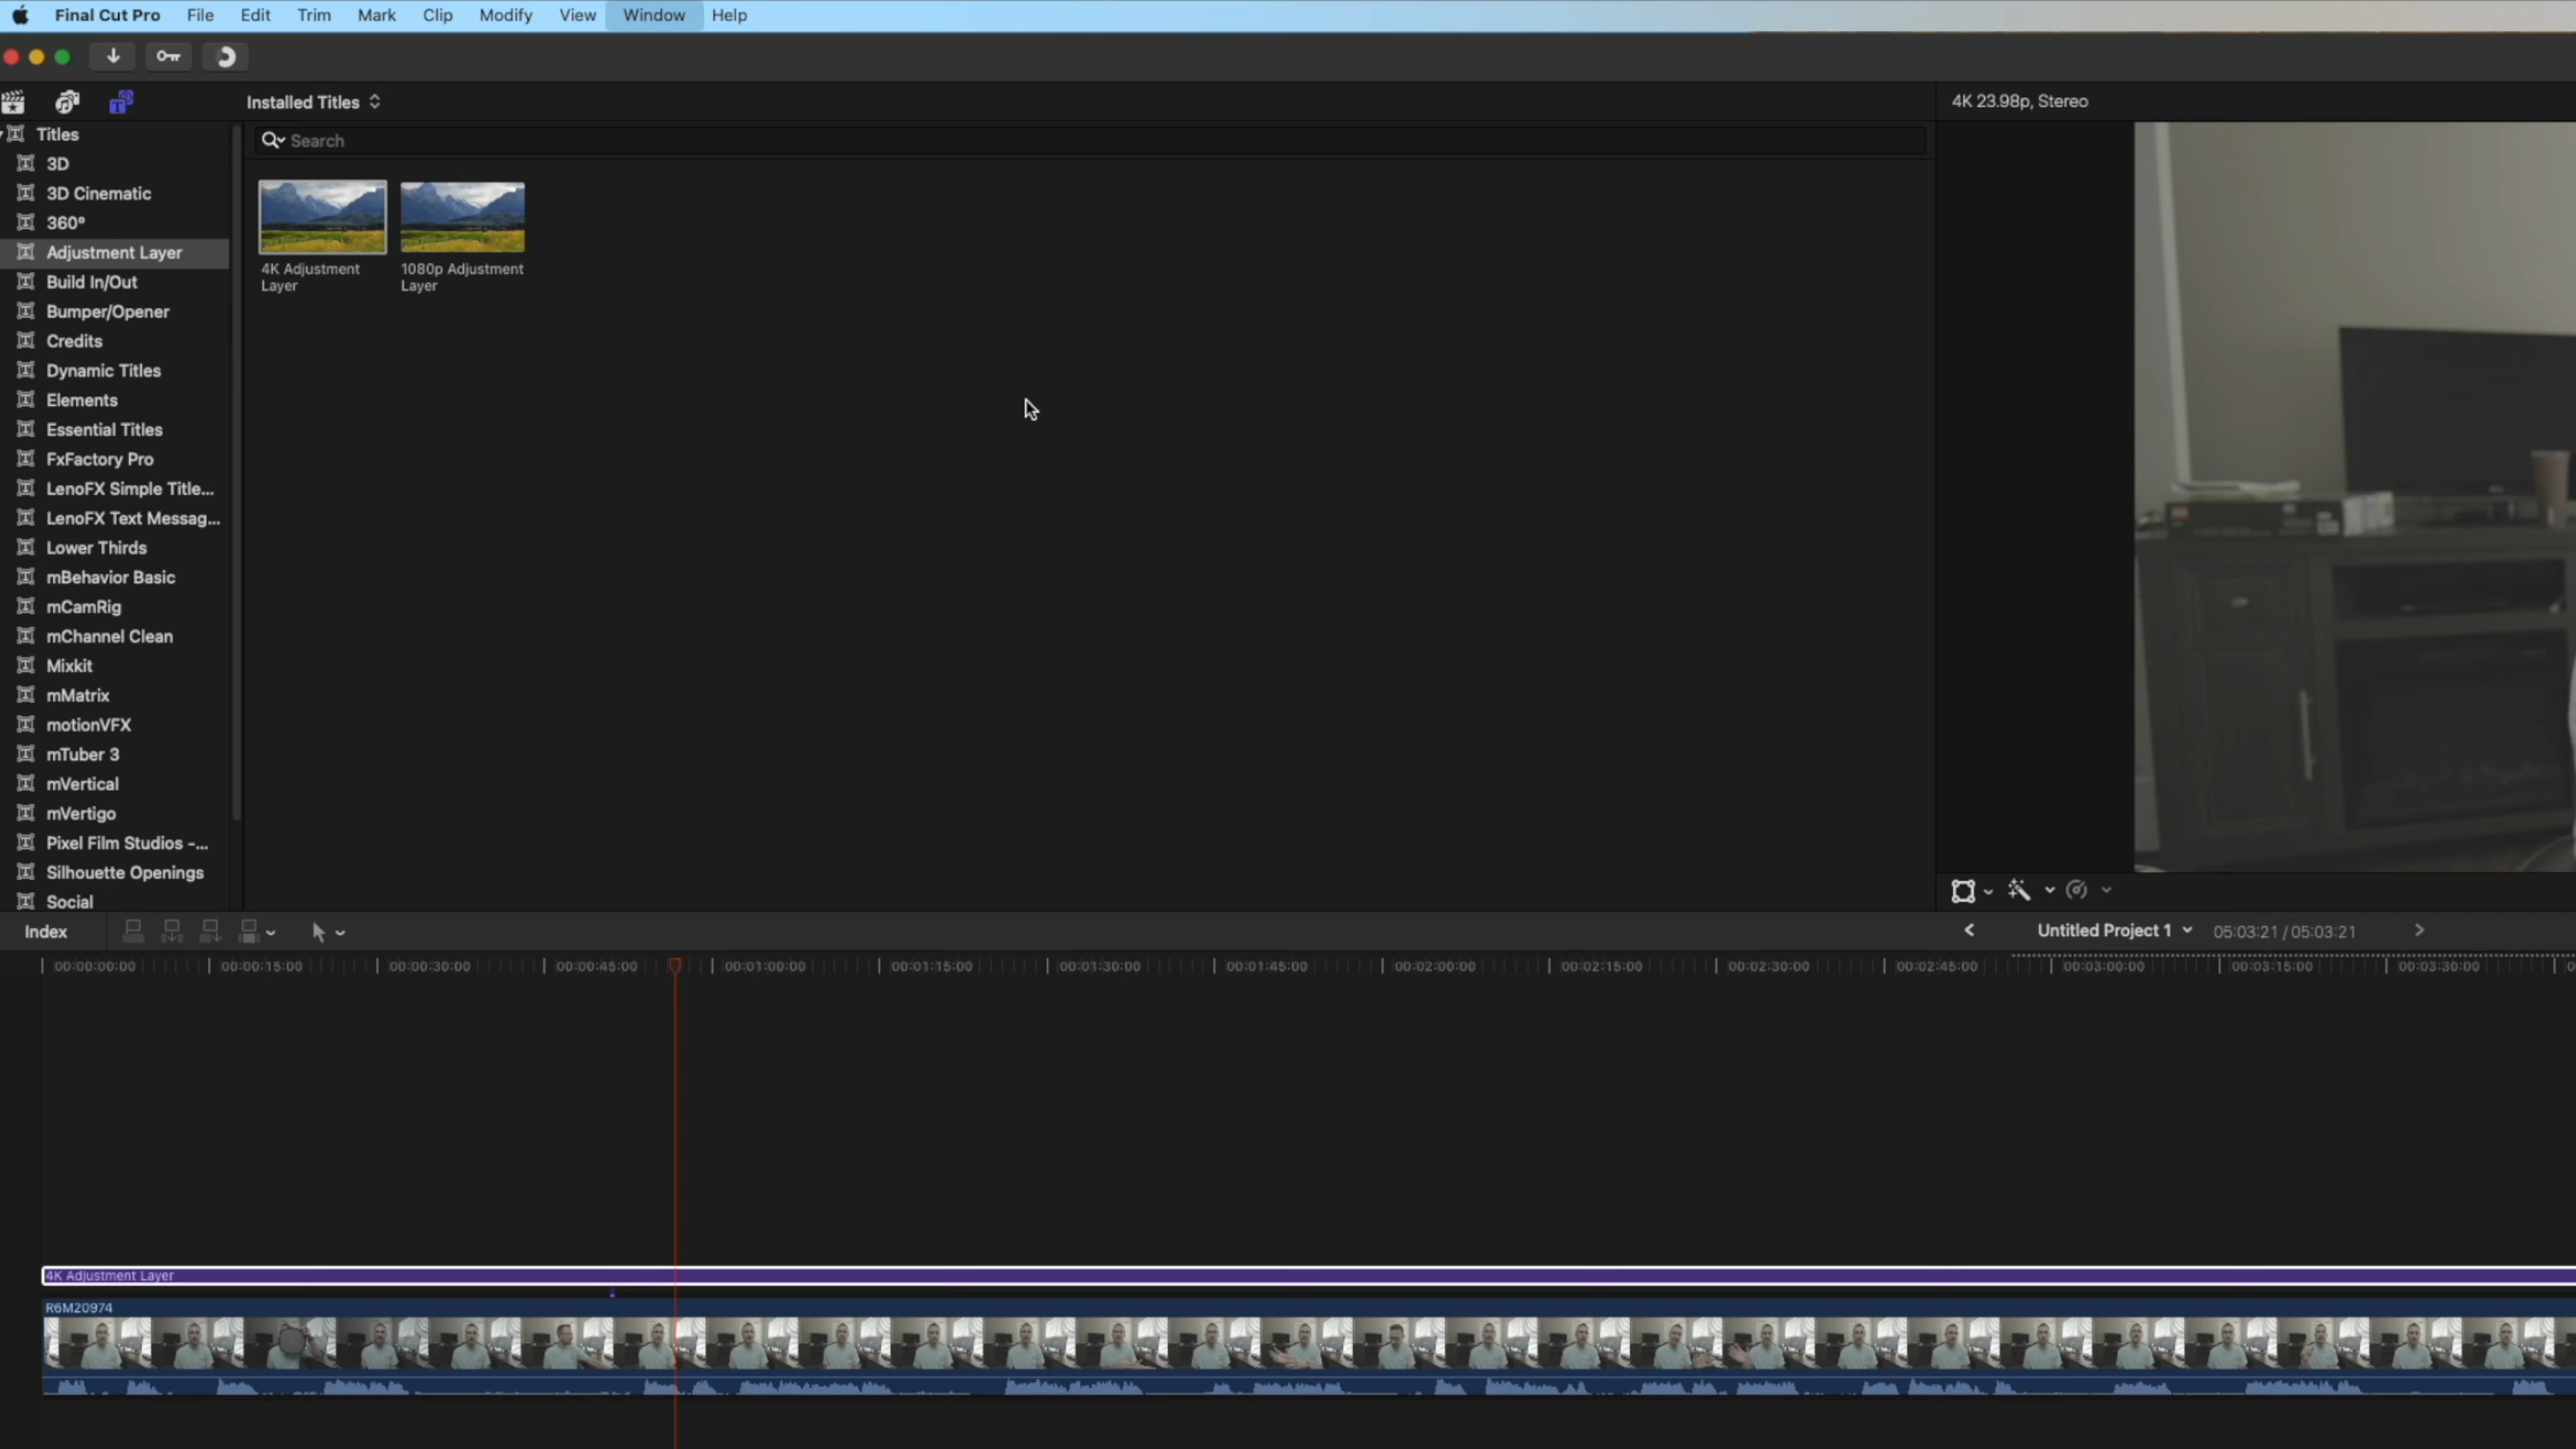 Final Cut Pro File Edit Trim Mark Clip Modify View Window Help
Installed Titles
4K 23.98p, Stereo
Titles
Search
3D
3D Cinematic
360°
Adjustment Layer
Build In/Out
Bumper/Opener
Credits
Dynamic Titles
Elements
Essential Titles
FxFactory Pro
LenoFX Simple Title...
LenoFX Text Messag...
Lower Thirds
mBehavior Basic
mCamRig
mChannel Clean
Mixkit
mMatrix
motionVFX
mTuber 3
mVertical
mVertigo
Pixel Film Studios -...
Silhouette Openings
Social
4K Adjustment
Layer
1080p Adjustment
Layer
Index
Untitled Project 1
05:03:21 / 05:03:21
00:00:00:00 00:00:15:00 00:00:30:00 00:00:45:00 00:01:00:00 00:01:15:00 00:01:30:00 00:01:45:00 00:02:00:00 00:02:15:00 00:02:30:00 00:02:45:00 00:03:00:00 00:03:15:00 00:03:30:00
4K Adjustment Layer
R6M20974